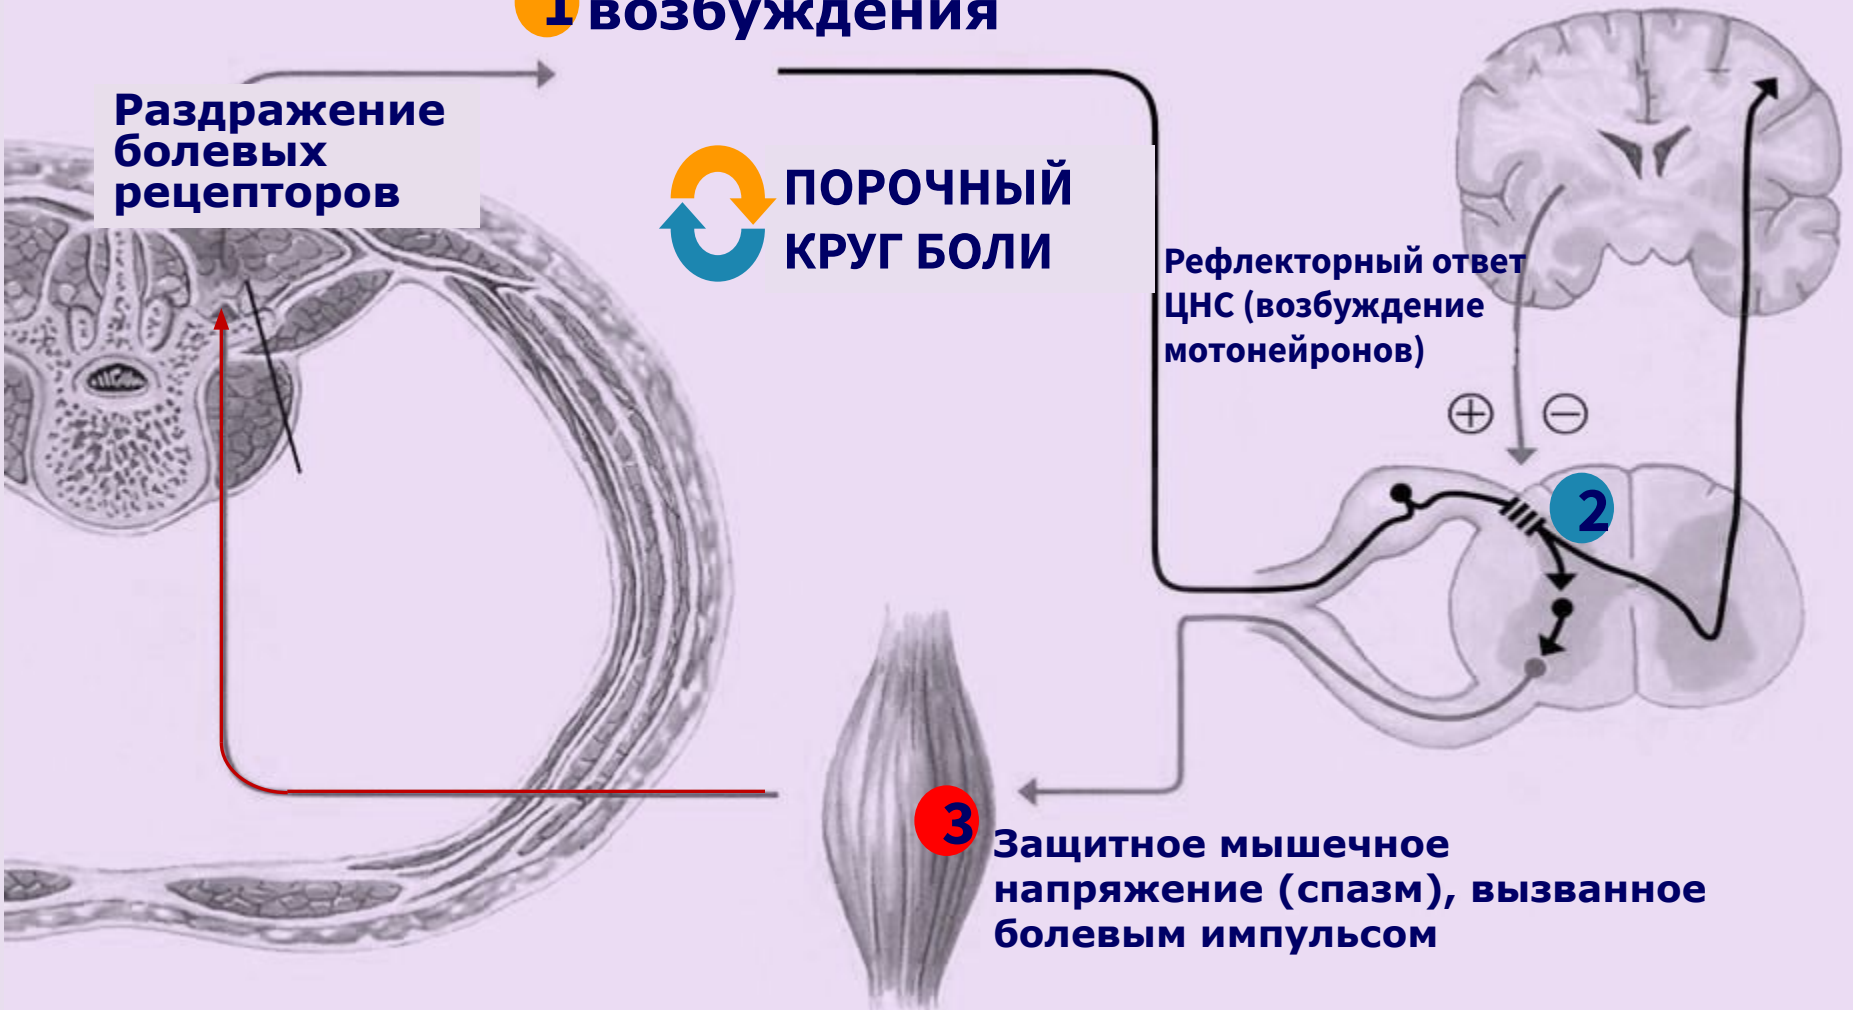 1 возбуждения
Раздражение
болевых
рецепторов
ПОРОЧНЫЙ
КРУГ БОЛИ
Рефлекторный ответ
ЦНС (возбуждение
мотонейронов)
+ −
2
3
Защитное мышечное
напряжение (спазм), вызванное
болевым импульсом